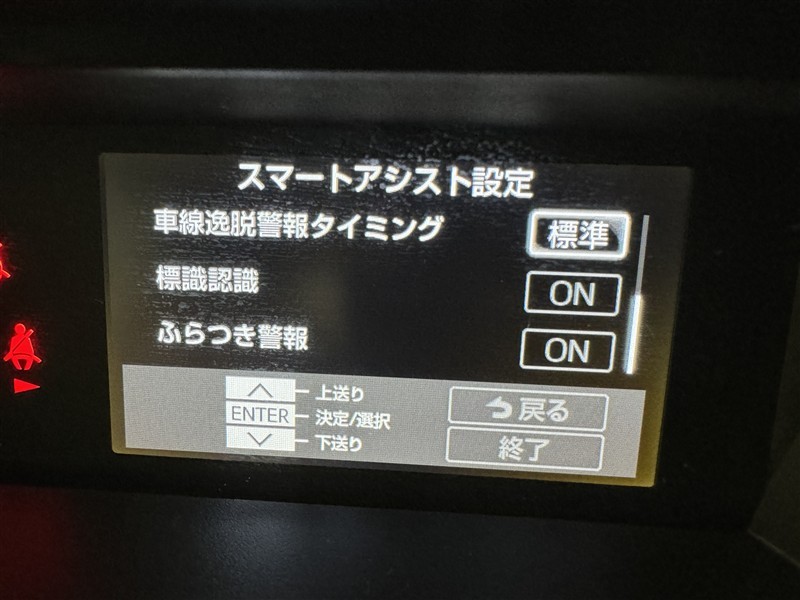 スマートアシスト設定
車線逸脱警報タイミング 標準
標識認識 ON
ふらつき警報 ON
上送り
ENTER 決定/選択
下送り
戻る
終了